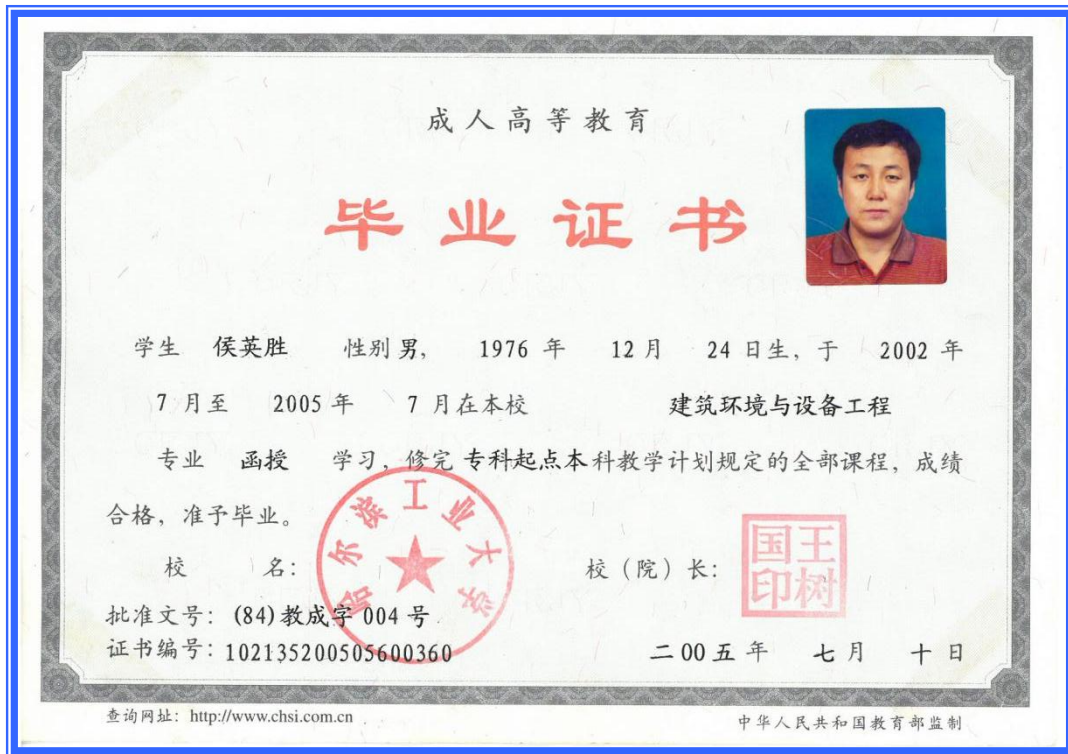 成人高等教育
毕业证书
学生 侯英胜 性别 男, 1976 年 12 月 24 日生, 于 2002 年
7 月至 2005 年 7 月在本校 建筑环境与设备工程
专业 函授 学习, 修完 专科起点本科教学计划规定的全部课程, 成绩
合格, 准予毕业。
校 名: 哈尔滨工业大学
校（院）长: 王树国印
批准文号: (84)教成字 004 号
证书编号: 102135200505600360
二00五年 七月 十日
查询网址: http://www.chsi.com.cn
中华人民共和国教育部监制